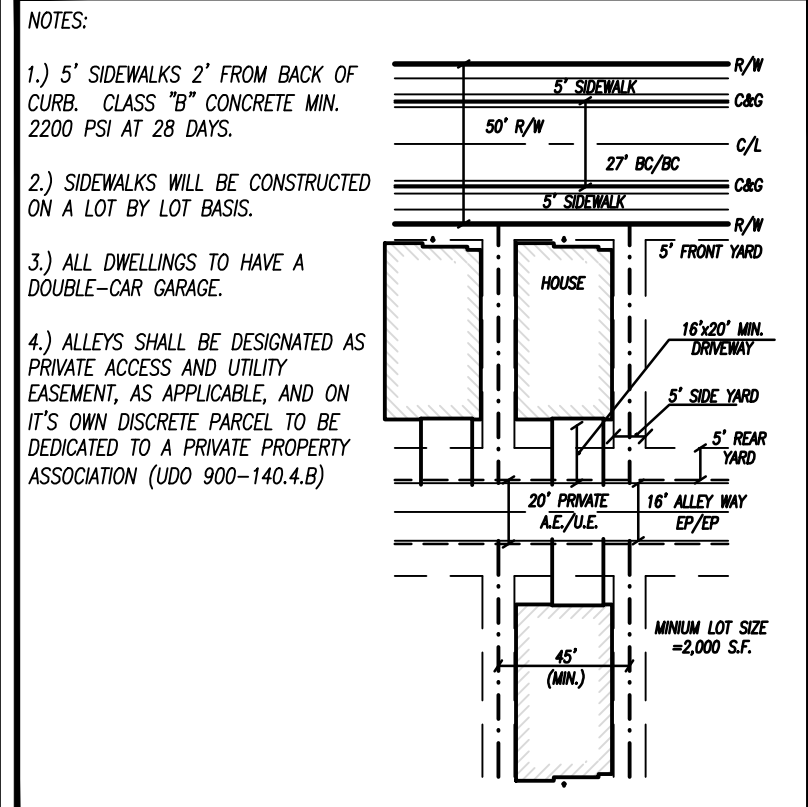 NOTES:
1.) 5' SIDEWALKS 2' FROM BACK OF
CURB. CLASS "B" CONCRETE MIN.
2200 PSI AT 28 DAYS.
2.) SIDEWALKS WILL BE CONSTRUCTED
ON A LOT BY LOT BASIS.
3.) ALL DWELLINGS TO HAVE A
DOUBLE-CAR GARAGE.
4.) ALLEYS SHALL BE DESIGNATED AS
PRIVATE ACCESS AND UTILITY
EASEMENT, AS APPLICABLE, AND ON
IT'S OWN DISCRETE PARCEL TO BE
DEDICATED TO A PRIVATE PROPERTY
ASSOCIATION (UDO 900-140.4.B)
R/W
5' SIDEWALK
C&G
50' R/W
C/L
27' BC/BC
C&G
5' SIDEWALK
R/W
5' FRONT YARD
HOUSE
16'x20' MIN.
DRIVEWAY
5' SIDE YARD
5' REAR
YARD
20' PRIVATE
A.E./U.E.
16' ALLEY WAY
EP/EP
MINIUM LOT SIZE
=2,000 S.F.
45'
(MIN.)